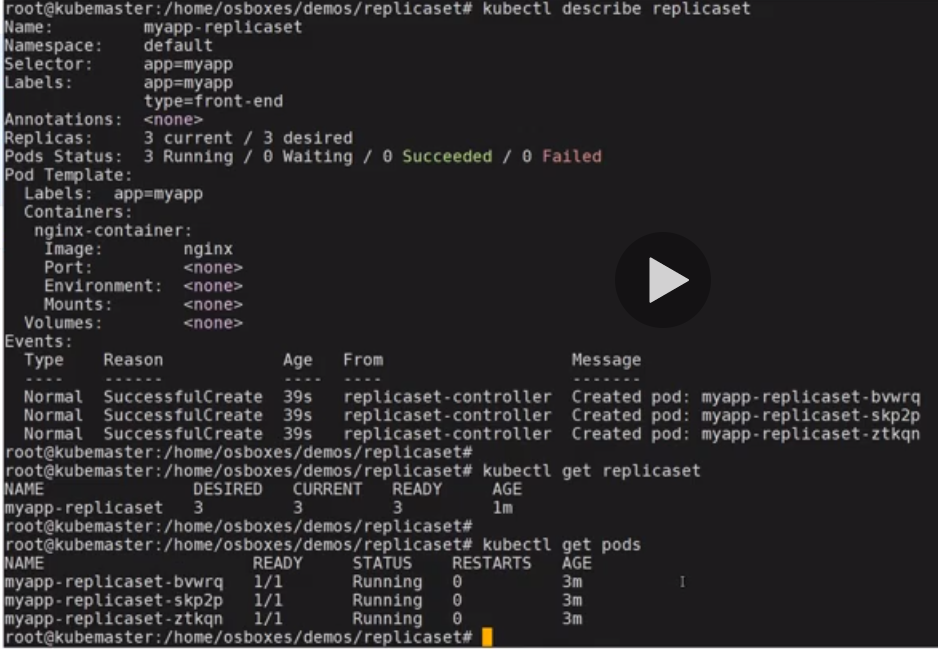 root@kubemaster:/home/osboxes/demos/replicaset# kubectl describe replicaset
Name:           myapp-replicaset
Namespace:      default
Selector:       app=myapp
Labels:         app=myapp
                type=front-end
Annotations:    <none>
Replicas:       3 current / 3 desired
Pods Status:    3 Running / 0 Waiting / 0 Succeeded / 0 Failed
Pod Template:
  Labels:  app=myapp
  Containers:
   nginx-container:
    Image:        nginx
    Port:         <none>
    Environment:  <none>
    Mounts:       <none>
  Volumes:        <none>
Events:
  Type    Reason            Age   From                   Message
  ----    ------            ----  ----                   -------
  Normal  SuccessfulCreate  39s   replicaset-controller  Created pod: myapp-replicaset-bvwrq
  Normal  SuccessfulCreate  39s   replicaset-controller  Created pod: myapp-replicaset-skp2p
  Normal  SuccessfulCreate  39s   replicaset-controller  Created pod: myapp-replicaset-ztkqn
root@kubemaster:/home/osboxes/demos/replicaset#
root@kubemaster:/home/osboxes/demos/replicaset# kubectl get replicaset
NAME               DESIRED   CURRENT   READY     AGE
myapp-replicaset   3         3         3         1m
root@kubemaster:/home/osboxes/demos/replicaset#
root@kubemaster:/home/osboxes/demos/replicaset# kubectl get pods
NAME                     READY     STATUS    RESTARTS   AGE
myapp-replicaset-bvwrq   1/1       Running   0          3m
myapp-replicaset-skp2p   1/1       Running   0          3m
myapp-replicaset-ztkqn   1/1       Running   0          3m
root@kubemaster:/home/osboxes/demos/replicaset#